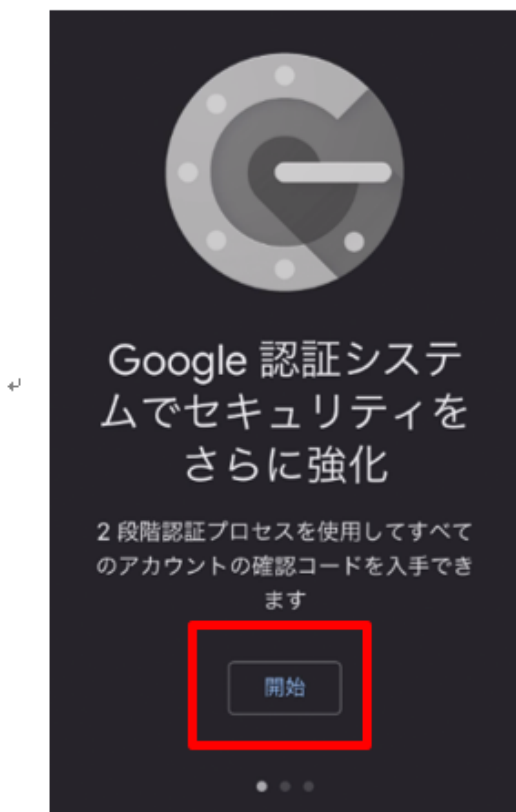 Google 認証システ
ムでセキュリティを
さらに強化
2 段階認証プロセスを使用してすべて
のアカウントの確認コードを入手でき
ます
開始